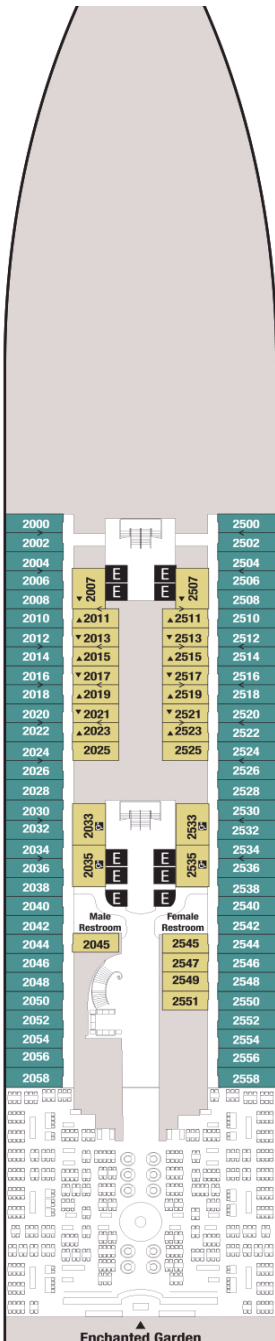 2000 2500
2002 2502
2004 2504
E E
2006 2007 2507 2506
E E
2008 2508
2010 2011 2511 2510
2012 2013 2513 2512
2014 2015 2515 2514
2016 2017 2517 2516
2018 2019 2519 2518
2020 2021 2521 2520
2022 2023 2523 2522
2024 2025 2525 2524
2026 2526
2028 2528
2030 2530
2032 2033 2533 2532
2034 E E 2534
2036 2035 E E 2535 2536
2038 2538
2040 E E 2540
2042 Male Female 2542
Restroom Restroom
2044 2045 2545 2544
2046 2547 2546
2048 2549 2548
2050 2551 2550
2052 2552
2054 2554
2056 2556
2058 2558
Enchanted Garden